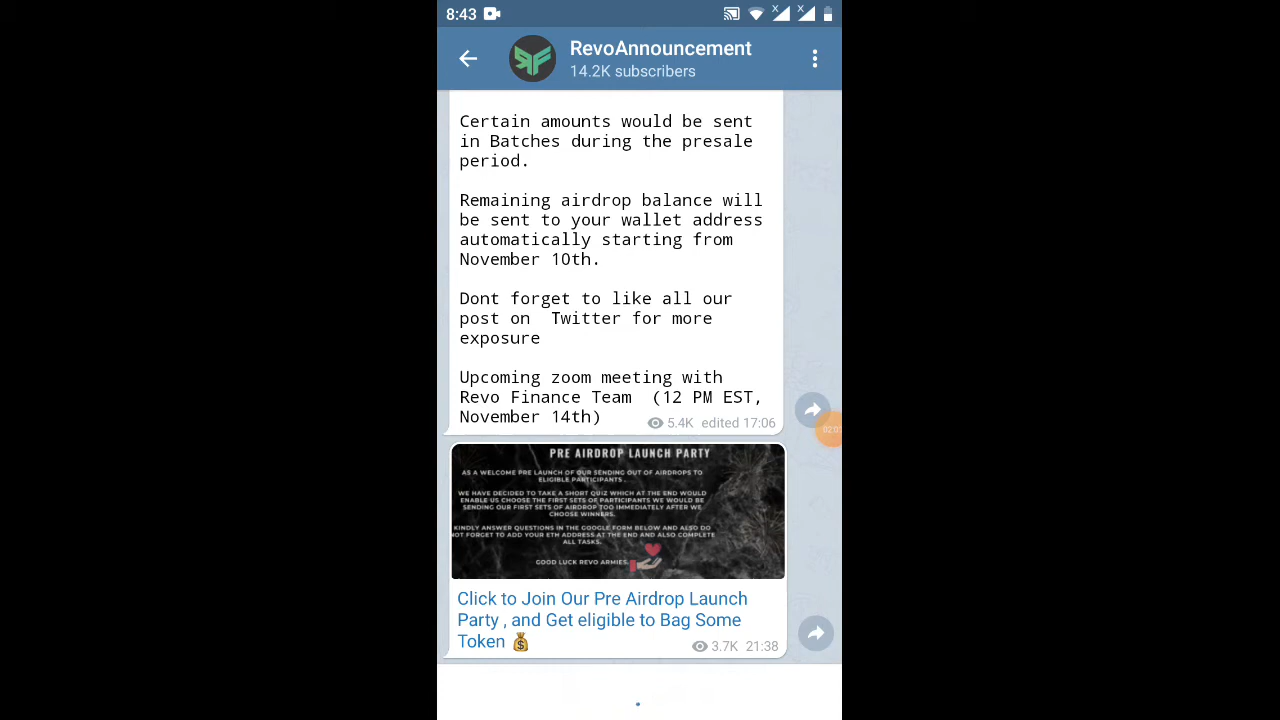 8:43
RevoAnnouncement
14.2K subscribers
Certain amounts would be sent
in Batches during the presale
period.
Remaining airdrop balance will
be sent to your wallet address
automatically starting from
November 10th.
Dont forget to like all our
post on Twitter for more
exposure
Upcoming zoom meeting with
Revo Finance Team (12 PM EST,
November 14th)
5.4K edited 17:06
PRE AIRDROP LAUNCH PARTY
AS A WELCOME PRE LAUNCH OF OUR SENDING OUT OF AIRDROPS TO
ELIGIBLE PARTICIPANTS .
WE HAVE DECIDED TO TAKE A SHORT QUIZ WHICH AT THE END WOULD
ENABLE US CHOOSE THE FIRST SETS OF PARTICIPANTS WE WOULD BE
SENDING OUR FIRST SETS OF AIRDROP TOO IMMEDIATELY AFTER WE
CHOOSE WINNERS.
KINDLY ANSWER QUESTIONS IN THE GOOGLE FORM BELOW AND ALSO DO
NOT FORGET TO ADD YOUR ETH ADDRESS AT THE END AND ALSO COMPLETE
ALL TASKS.
GOOD LUCK REVO ARMIES.
Click to Join Our Pre Airdrop Launch
Party , and Get eligible to Bag Some
Token 💰
3.7K 21:38